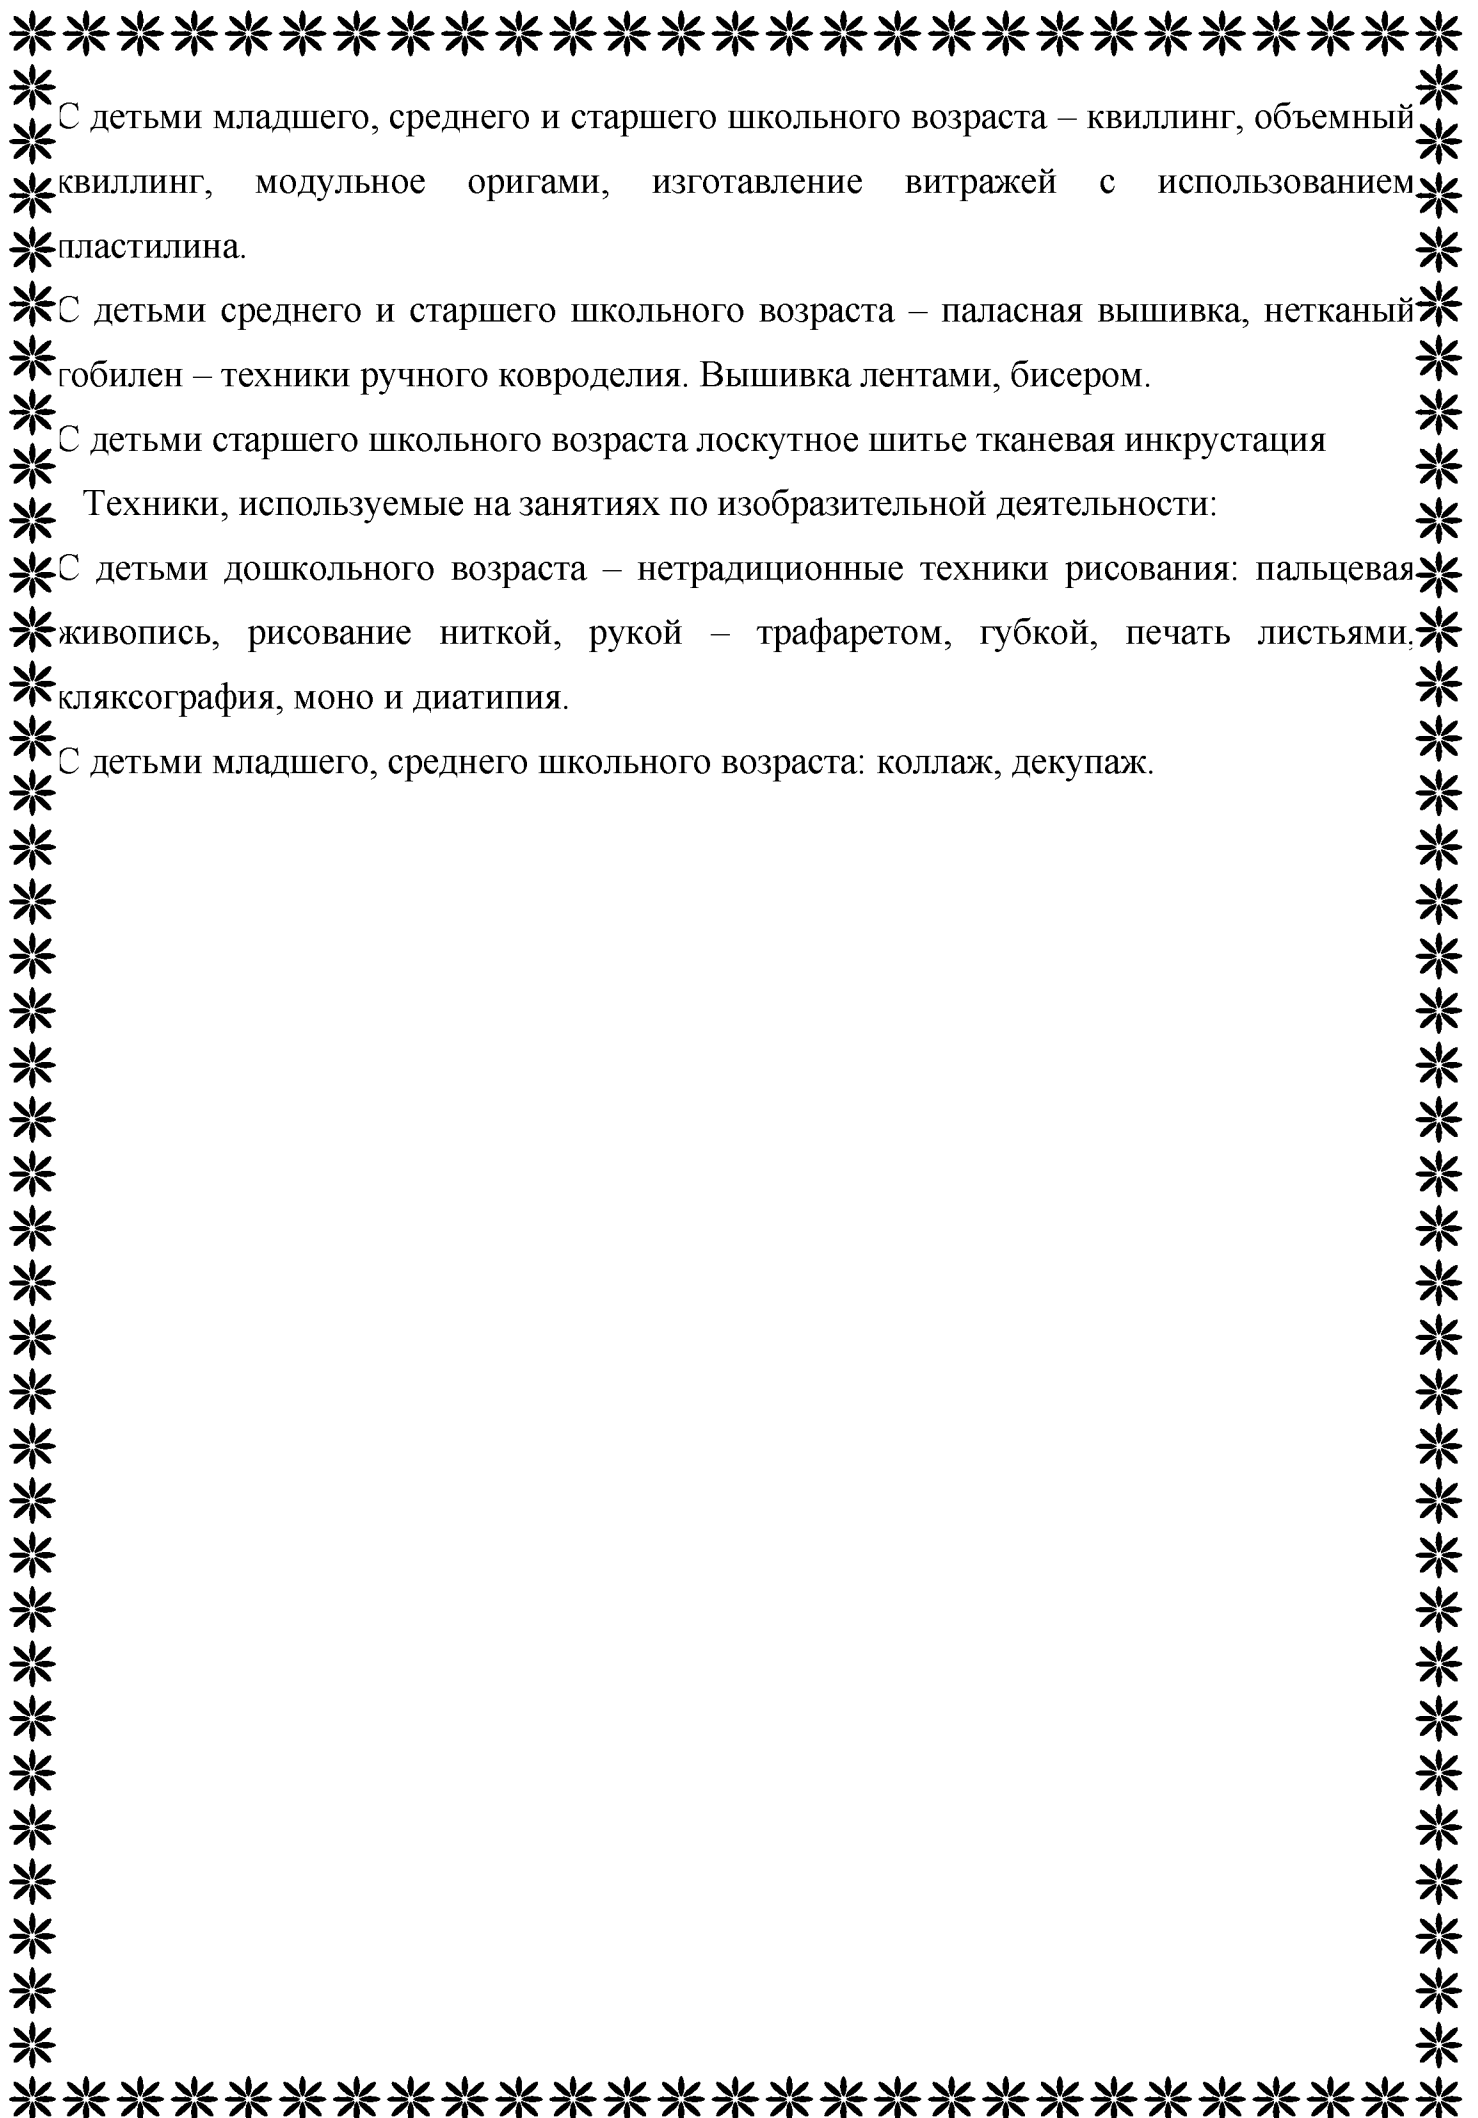 С детьми младшего, среднего и старшего школьного возраста – квиллинг, объемный
квиллинг, модульное оригами, изготавление витражей с использованием
пластилина.
С детьми среднего и старшего школьного возраста – паласная вышивка, нетканый
гобилен – техники ручного ковроделия. Вышивка лентами, бисером.
С детьми старшего школьного возраста лоскутное шитье тканевая инкрустация
Техники, используемые на занятиях по изобразительной деятельности:
С детьми дошкольного возраста – нетрадиционные техники рисования: пальцевая
живопись, рисование ниткой, рукой – трафаретом, губкой, печать листьями,
кляксография, моно и диатипия.
С детьми младшего, среднего школьного возраста: коллаж, декупаж.